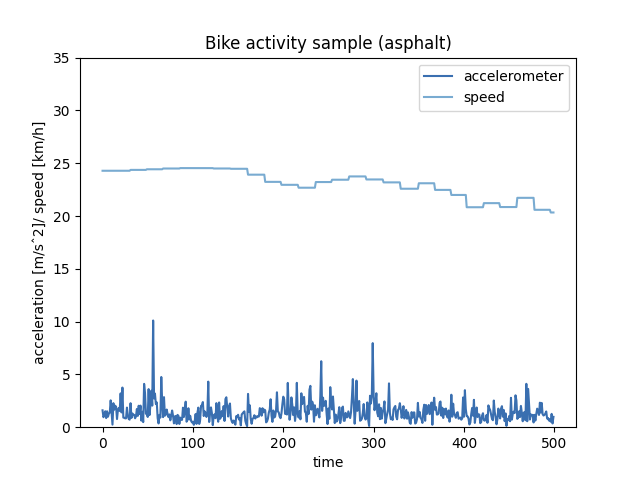 Bike activity sample (asphalt)
accelerometer
speed
acceleration [m/sˆ2]/ speed [km/h]
35
30
25
20
15
10
5
0
0 100 200 300 400 500
time